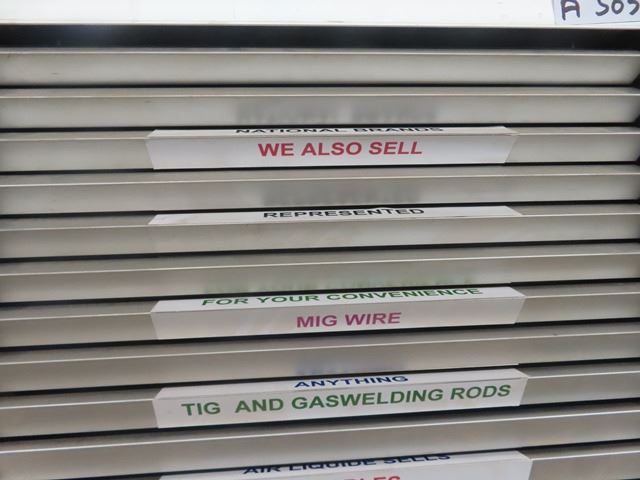 A 505
NATIONAL BRANDS
WE ALSO SELL
REPRESENTED
FOR YOUR CONVENIENCE
MIG WIRE
ANYTHING
TIG AND GASWELDING RODS
AIR LIQUIDE SELLS